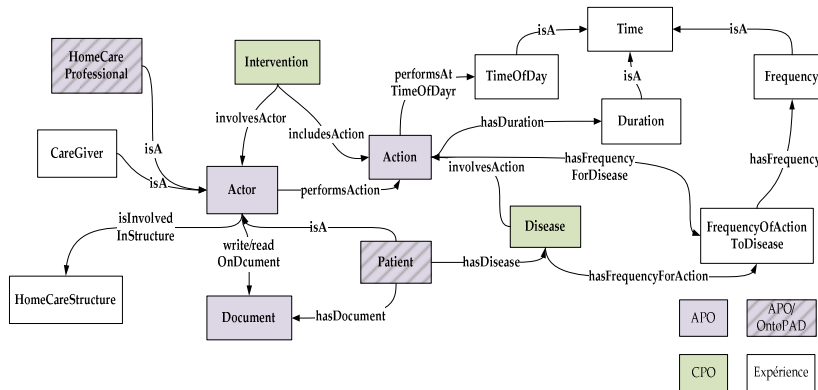 HomeCare
Professional
Intervention
Time
isA
isA
performsAt
TimeOfDayr
TimeOfDay
Frequency
isA
involvesActor
includesAction
hasDuration
Duration
CareGiver
isA
isA
Action
hasFrequency
ForDisease
hasFrequency
Actor
performsAction
involvesAction
isInvolved
InStructure
isA
write/read
OnDcument
Disease
FrequencyOfAction
ToDisease
Patient
hasDisease
hasFrequencyForAction
HomeCareStructure
Document
hasDocument
APO
APO/
OntoPAD
CPO
Expérience